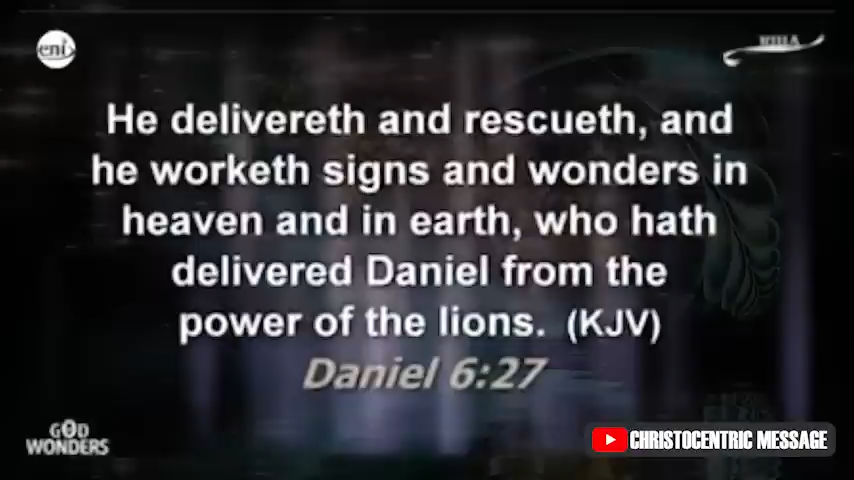 eni
He delivereth and rescueth, and
he worketh signs and wonders in
heaven and in earth, who hath
delivered Daniel from the
power of the lions. (KJV)
Daniel 6:27
GOD
WONDERS
CHRISTOCENTRIC MESSAGE